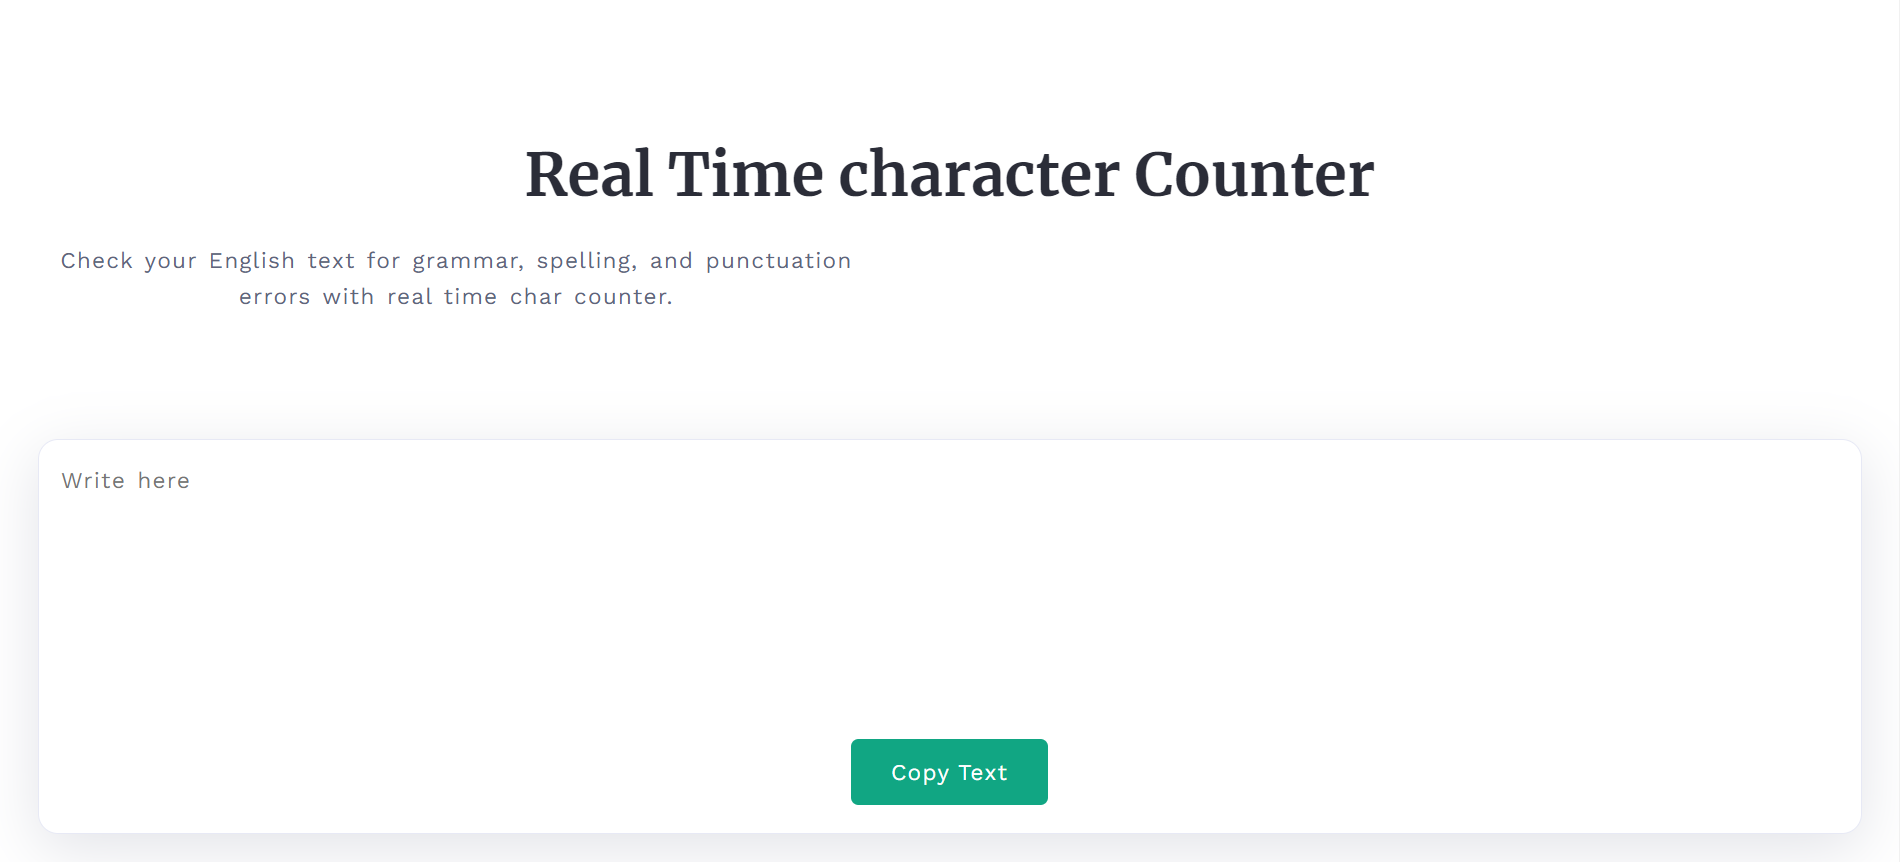 Real Time character Counter
Check your English text for grammar, spelling, and punctuation
errors with real time char counter.
Write here
Copy Text